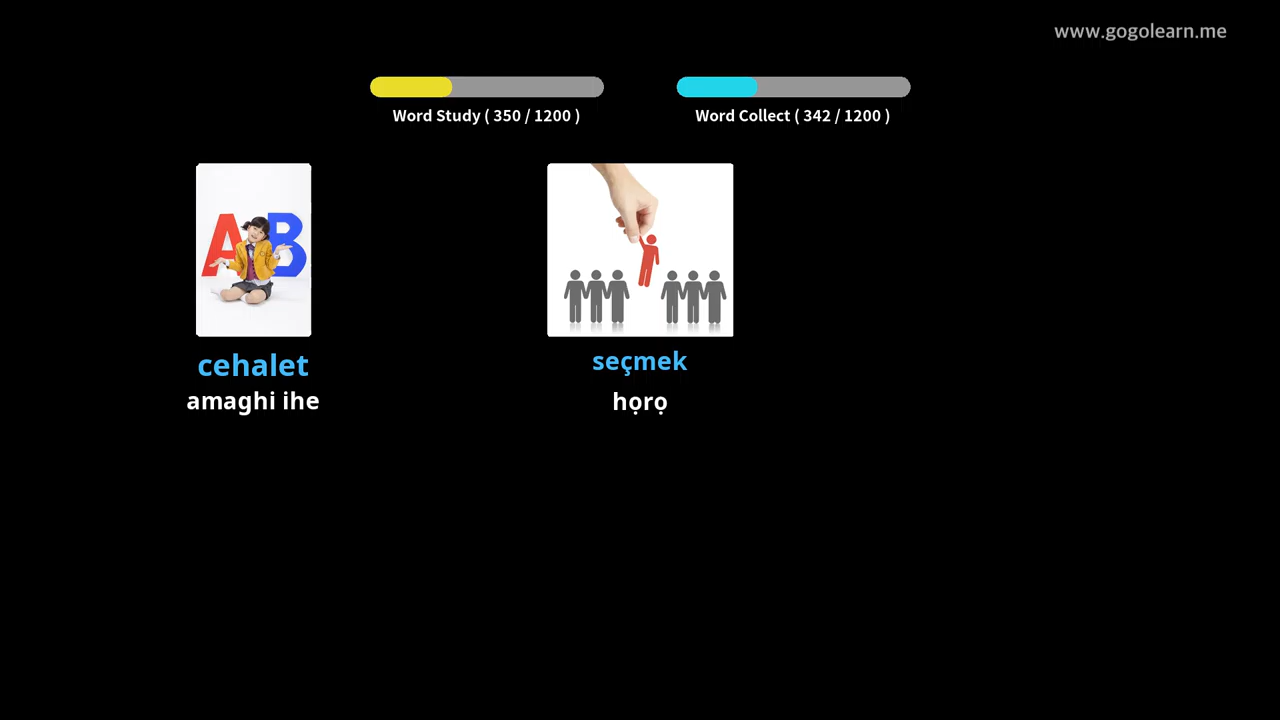 www.gogolearn.me
Word Study ( 350 / 1200 )
Word Collect ( 342 / 1200 )
A B
cehalet
amaghi ihe
seçmek
họrọ